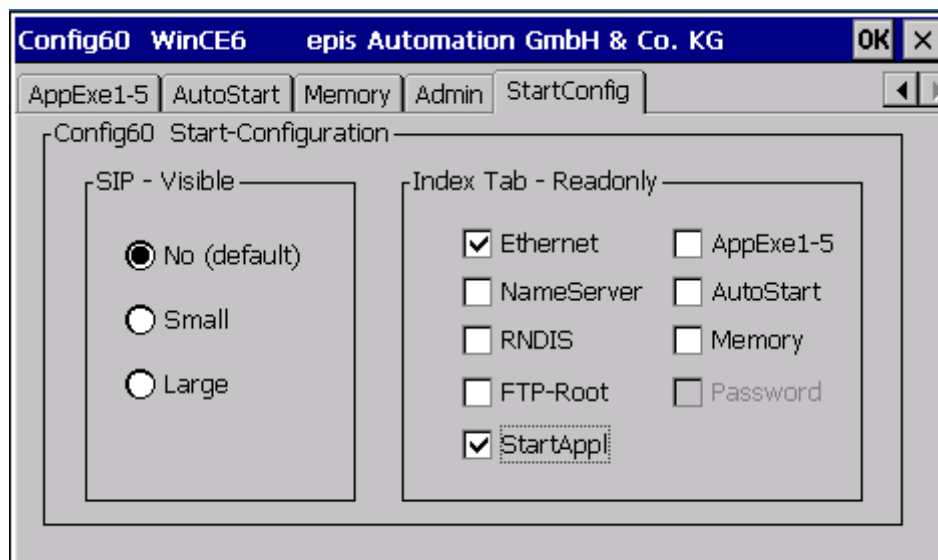 Config60 WinCE6 epis Automation GmbH & Co. KG OK ×
AppExe1-5 AutoStart Memory Admin StartConfig
Config60 Start-Configuration
SIP - Visible
No (default)
Small
Large
Index Tab - Readonly
Ethernet
NameServer
RNDIS
FTP-Root
StartAppl
AppExe1-5
AutoStart
Memory
Password